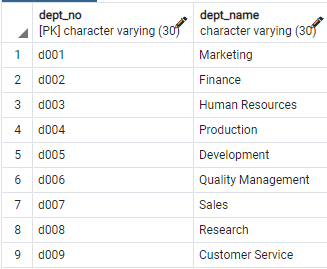 dept_no dept_name
[PK] character varying (30) character varying (30)
1 d001 Marketing
2 d002 Finance
3 d003 Human Resources
4 d004 Production
5 d005 Development
6 d006 Quality Management
7 d007 Sales
8 d008 Research
9 d009 Customer Service